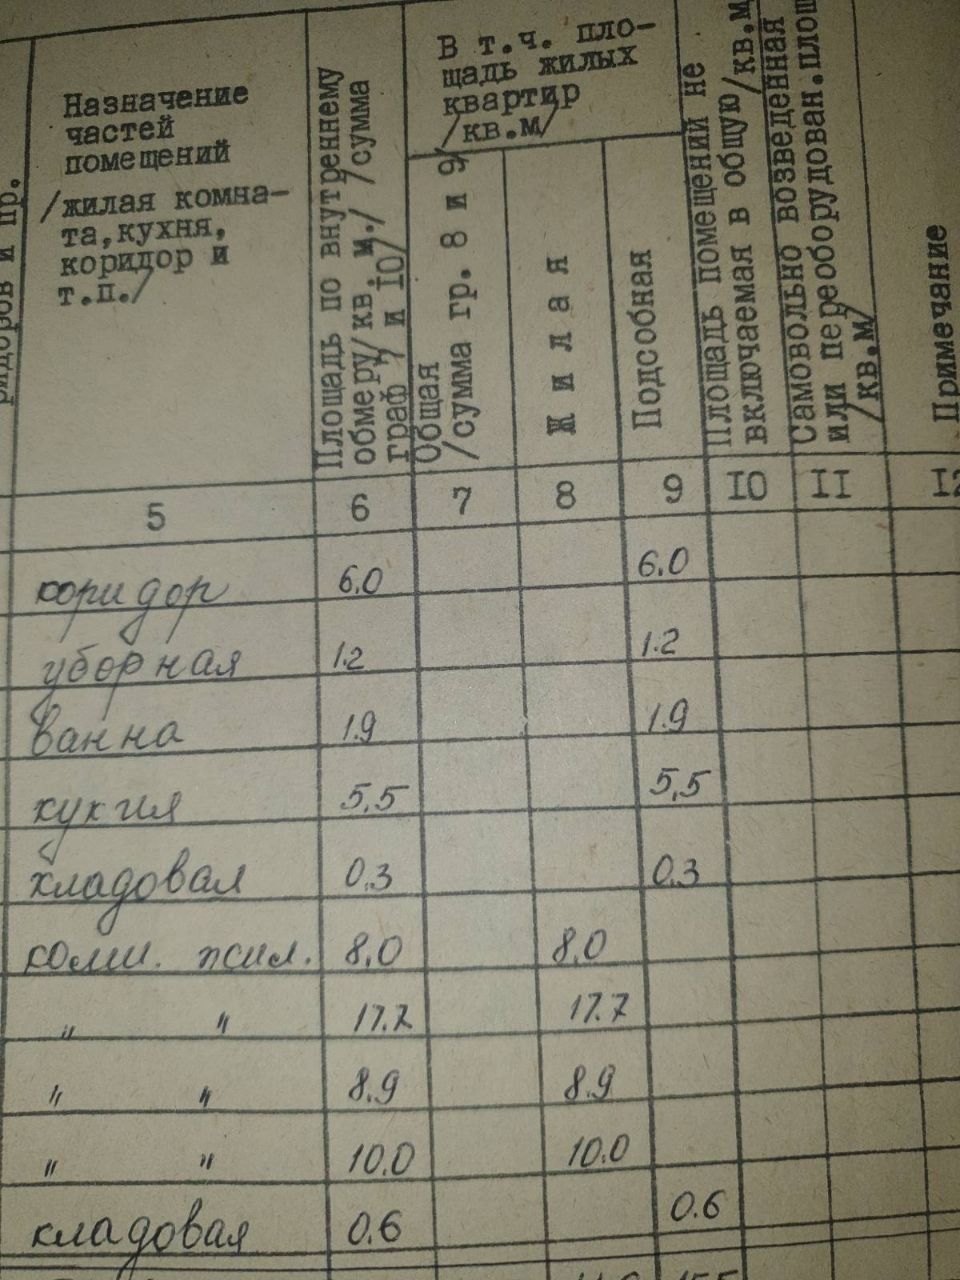 ридоров и пр.
Назначение
частей
помещений
/жилая комна-
та,кухня,
коридор и
т.п./
Площадь по внутреннему
обмеру/кв.м./ /сумма
граф 7 и 10/
В т.ч. пло-
щадь жилых
квартир
/кв.м/
Общая
/сумма гр. 8 и 9/
Жилая
Подсобная
Площадь помещений не
включаемая в общую/кв.м
Самовольно возведенная
или переоборудован.площ
/кв.м/
Примечание
5 6 7 8 9 10 11 12
коридор 6.0 6.0
уборная 1.2 1.2
ванна 1.9 1.9
кухня 5,5 5,5
кладовая 0.3 0.3
комн. жил. 8,0 8,0
" " 17.7 17.7
" " 8.9 8.9
" " 10.0 10.0
кладовая 0.6 0.6